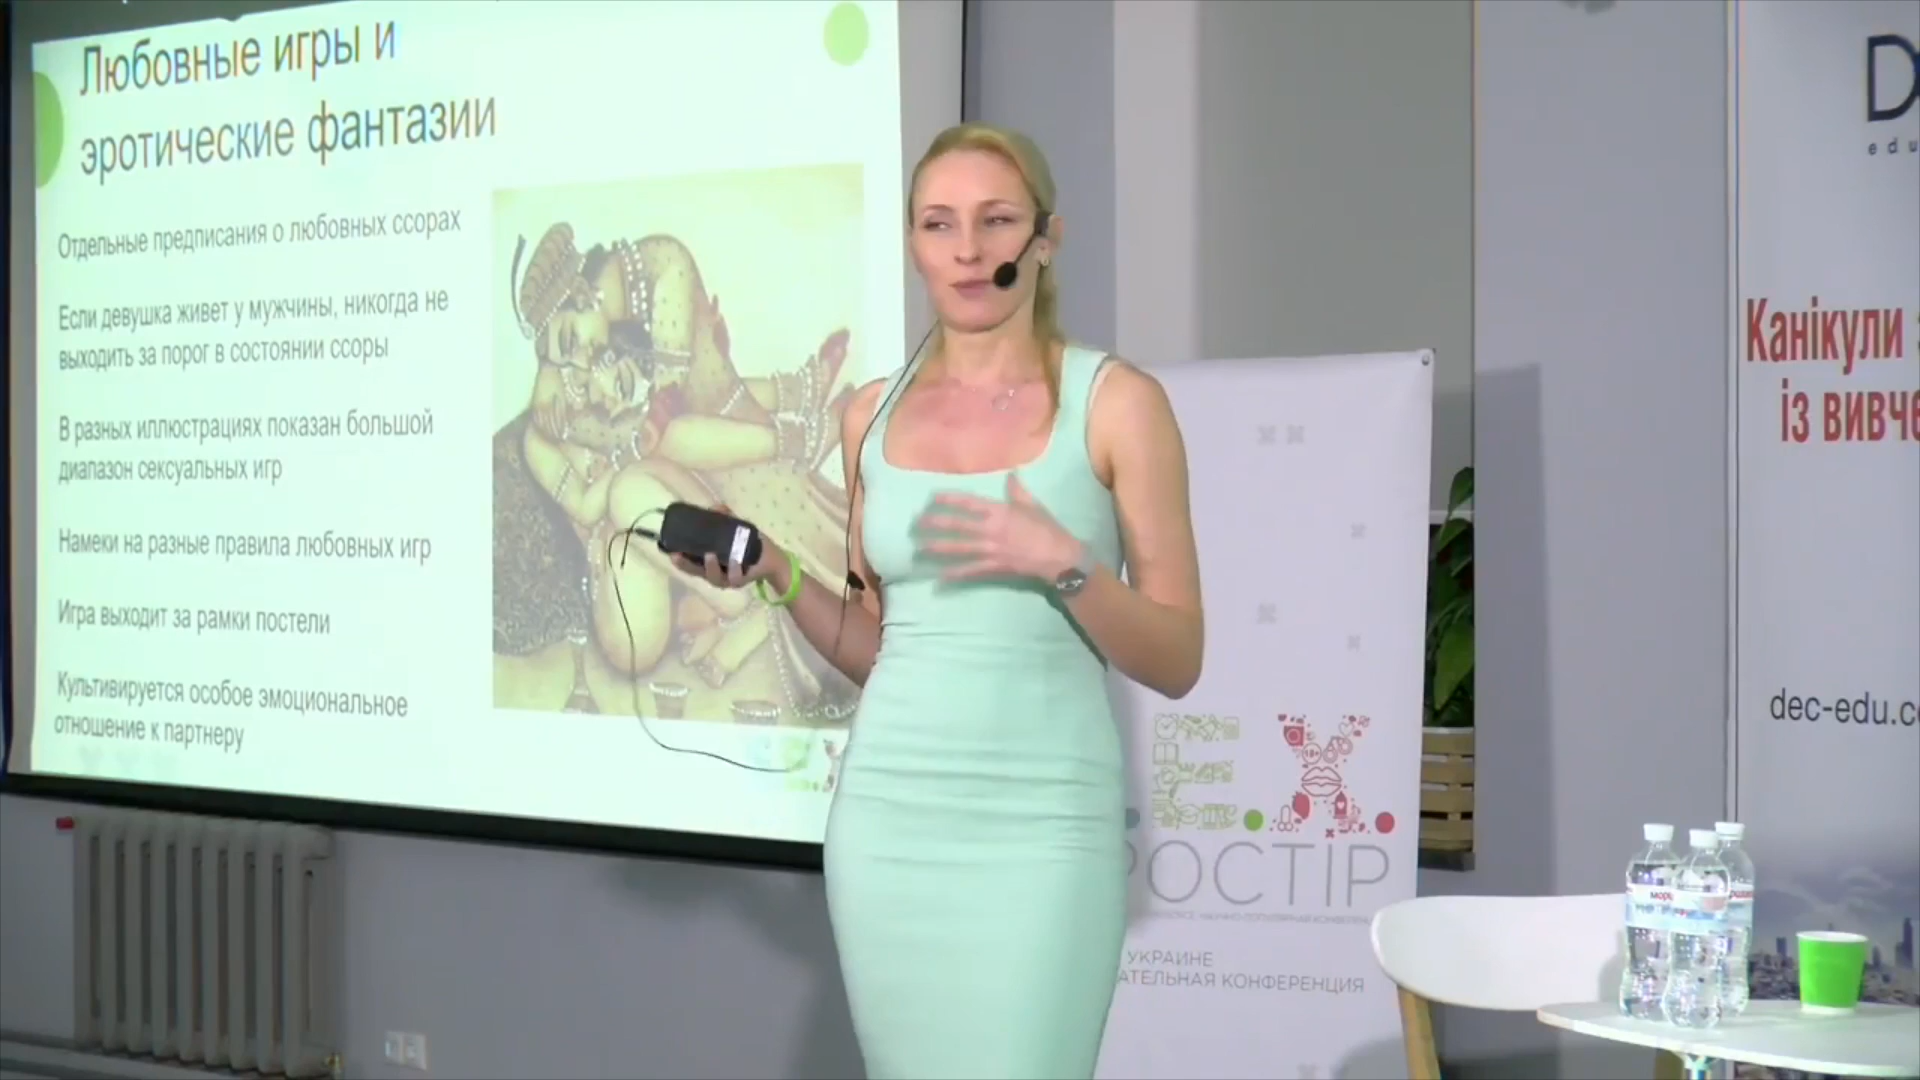 Любовные игры и
эротические фантазии
Отдельные предписания о любовных ссорах
Если девушка живет у мужчины, никогда не
выходить за порог в состоянии ссоры
В разных иллюстрациях показан большой
диапазон сексуальных игр
Намеки на разные правила любовных игр
Игра выходит за рамки постели
Культивируется особое эмоциональное
отношение к партнеру
РОСТІР
УКРАИНЕ
АТЕЛЬНАЯ КОНФЕРЕНЦИЯ
D
edu
Канікули
із вивче
dec-edu.c